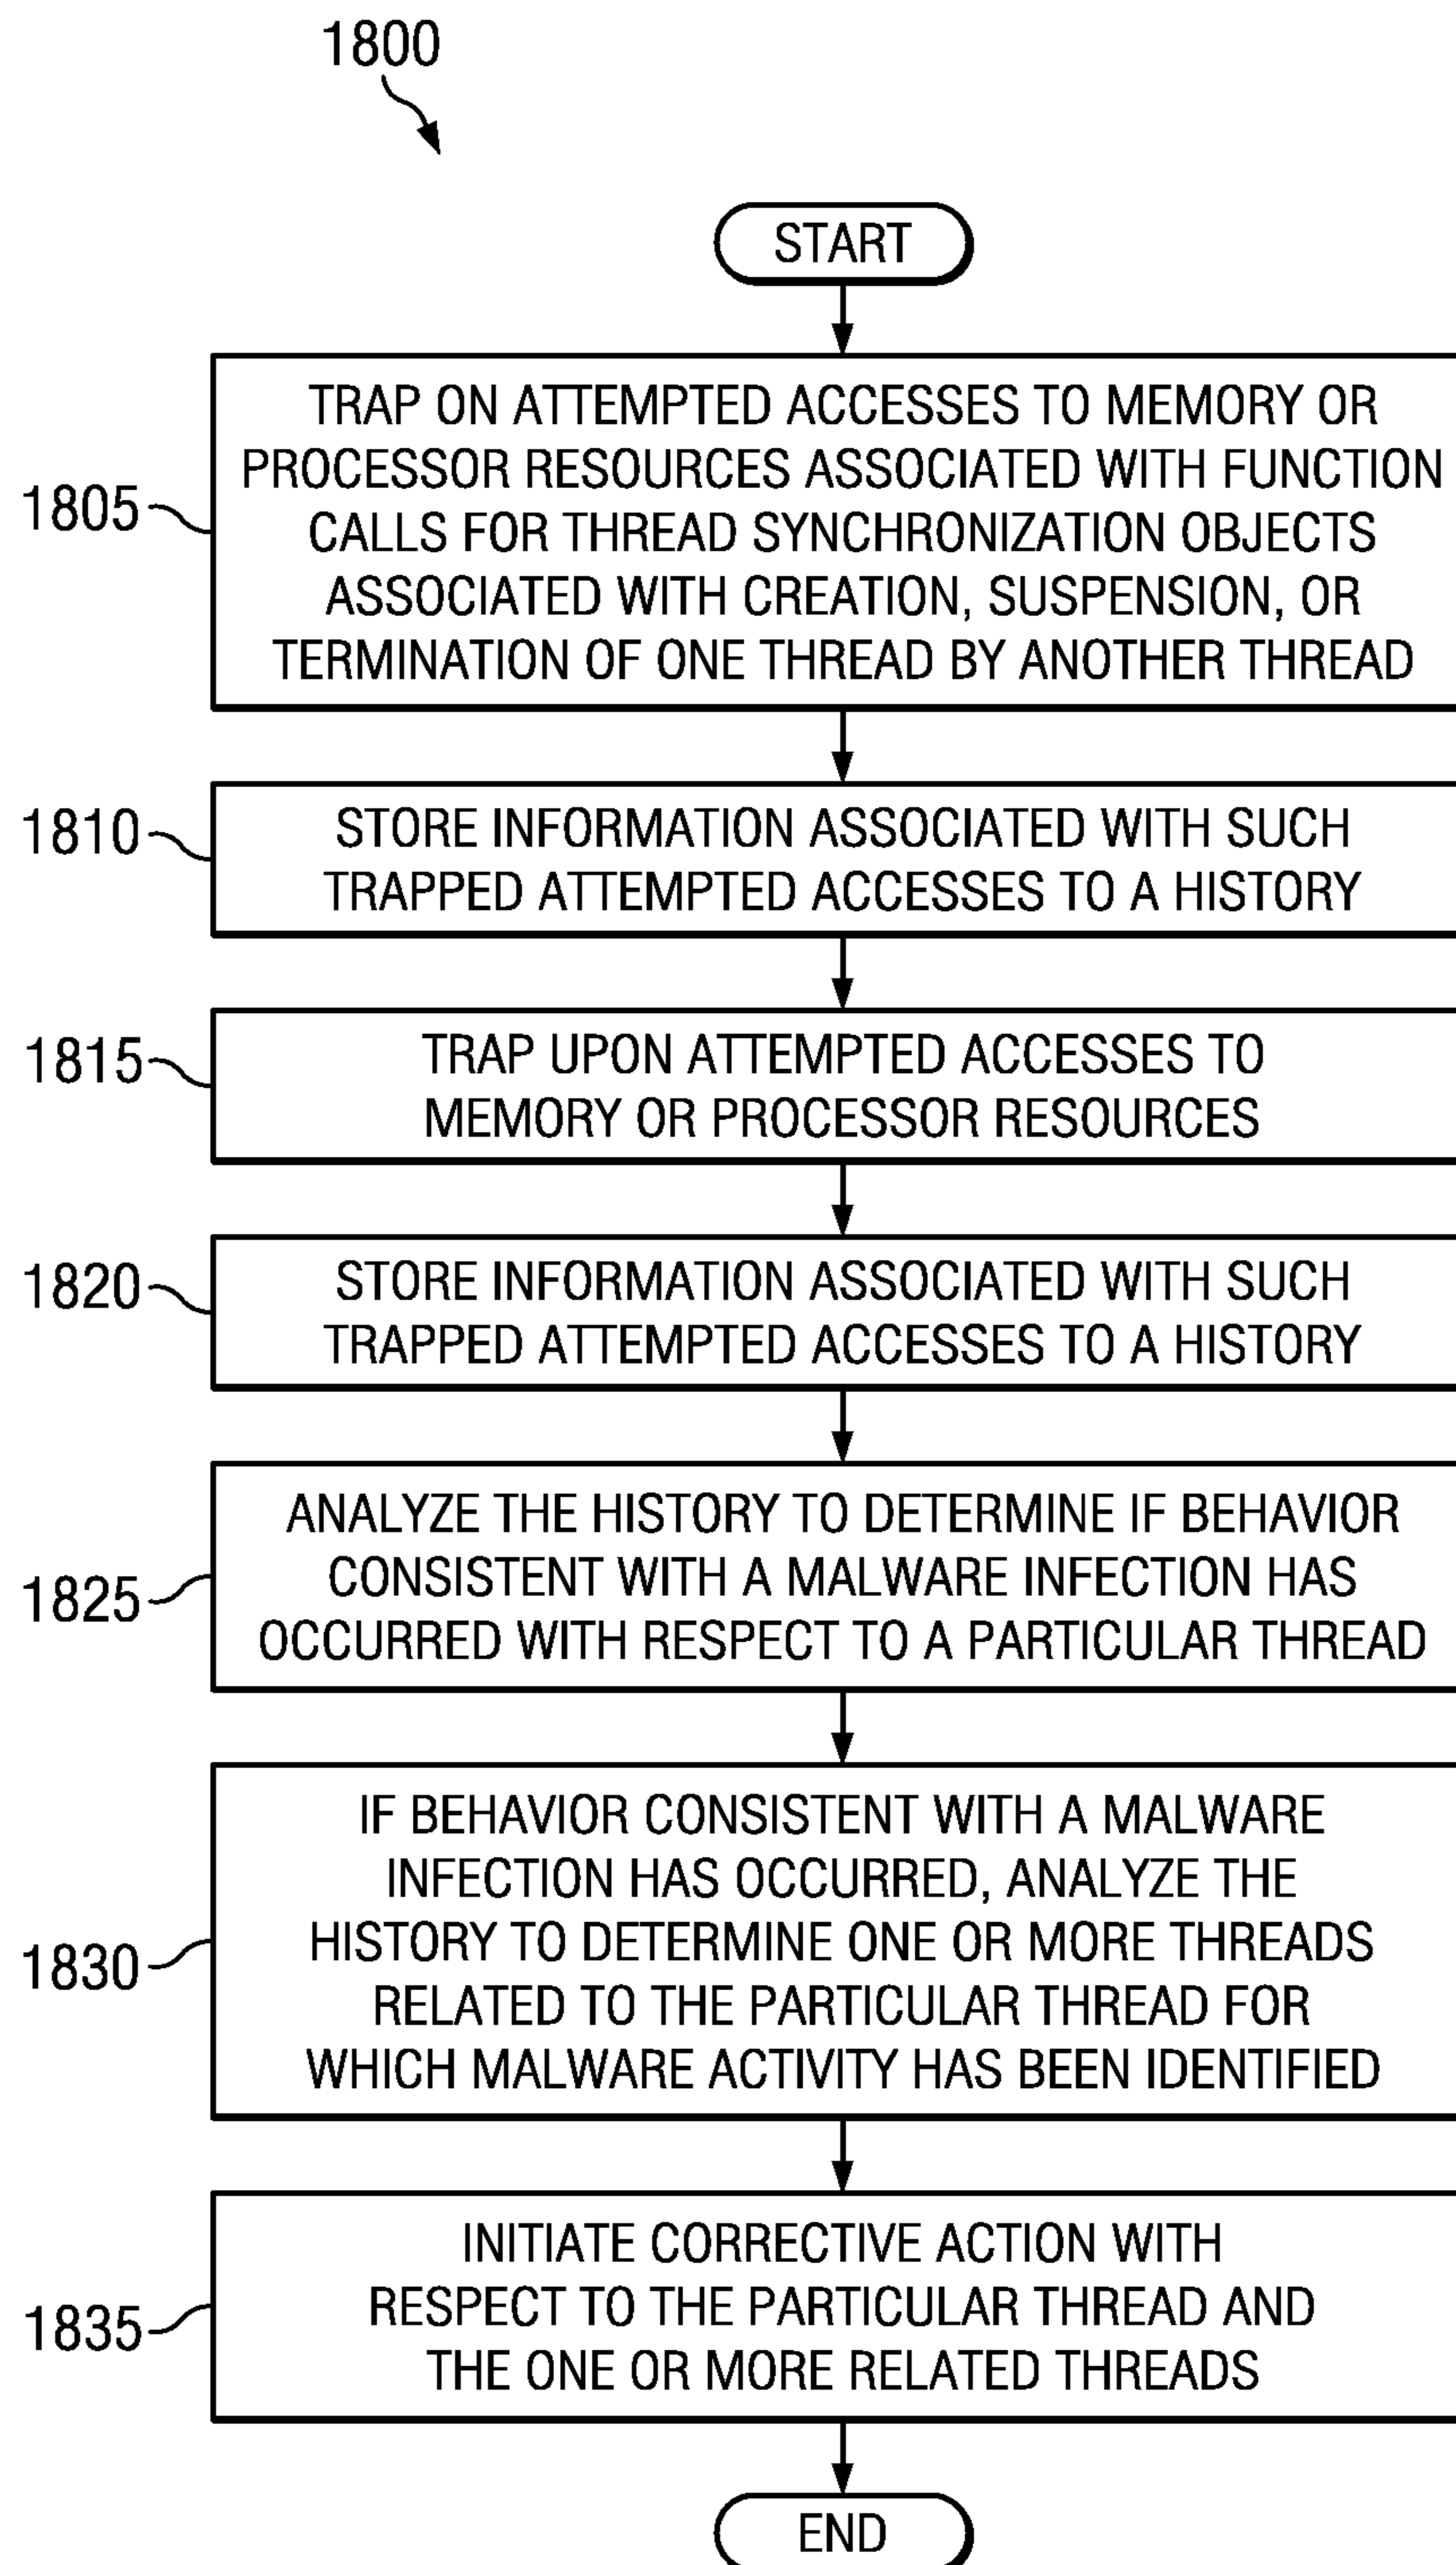 1800
START
1805
TRAP ON ATTEMPTED ACCESSES TO MEMORY OR
PROCESSOR RESOURCES ASSOCIATED WITH FUNCTION
CALLS FOR THREAD SYNCHRONIZATION OBJECTS
ASSOCIATED WITH CREATION, SUSPENSION, OR
TERMINATION OF ONE THREAD BY ANOTHER THREAD
1810
STORE INFORMATION ASSOCIATED WITH SUCH
TRAPPED ATTEMPTED ACCESSES TO A HISTORY
1815
TRAP UPON ATTEMPTED ACCESSES TO
MEMORY OR PROCESSOR RESOURCES
1820
STORE INFORMATION ASSOCIATED WITH SUCH
TRAPPED ATTEMPTED ACCESSES TO A HISTORY
1825
ANALYZE THE HISTORY TO DETERMINE IF BEHAVIOR
CONSISTENT WITH A MALWARE INFECTION HAS
OCCURRED WITH RESPECT TO A PARTICULAR THREAD
1830
IF BEHAVIOR CONSISTENT WITH A MALWARE
INFECTION HAS OCCURRED, ANALYZE THE
HISTORY TO DETERMINE ONE OR MORE THREADS
RELATED TO THE PARTICULAR THREAD FOR
WHICH MALWARE ACTIVITY HAS BEEN IDENTIFIED
1835
INITIATE CORRECTIVE ACTION WITH
RESPECT TO THE PARTICULAR THREAD AND
THE ONE OR MORE RELATED THREADS
END